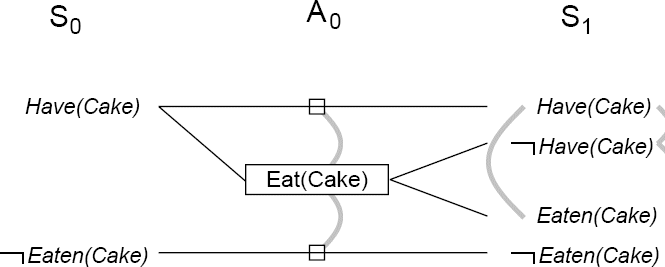 S0 A0 S1
Have(Cake) Have(Cake)
¬Have(Cake)
Eat(Cake)
Eaten(Cake)
¬Eaten(Cake) ¬Eaten(Cake)